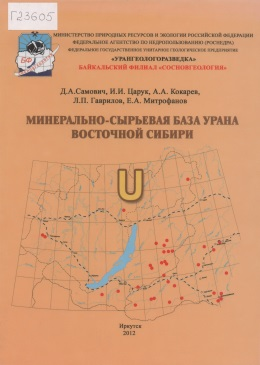 Г23605
МИНИСТЕРСТВО ПРИРОДНЫХ РЕСУРСОВ И ЭКОЛОГИИ РОССИЙСКОЙ ФЕДЕРАЦИИ
ФЕДЕРАЛЬНОЕ АГЕНТСТВО ПО НЕДРОПОЛЬЗОВАНИЮ (РОСНЕДРА)
ФЕДЕРАЛЬНОЕ ГОСУДАРСТВЕННОЕ УНИТАРНОЕ ГЕОЛОГИЧЕСКОЕ ПРЕДПРИЯТИЕ
«УРАНГЕОЛОГОРАЗВЕДКА»
БАЙКАЛЬСКИЙ ФИЛИАЛ «СОСНОВГЕОЛОГИЯ»
БФ
Д.А.Самович, И.И. Царук, А.А. Кокарев,
Л.П. Гаврилов, Е.А. Митрофанов
МИНЕРАЛЬНО-СЫРЬЕВАЯ БАЗА УРАНА
ВОСТОЧНОЙ СИБИРИ
U
Иркутск
2012